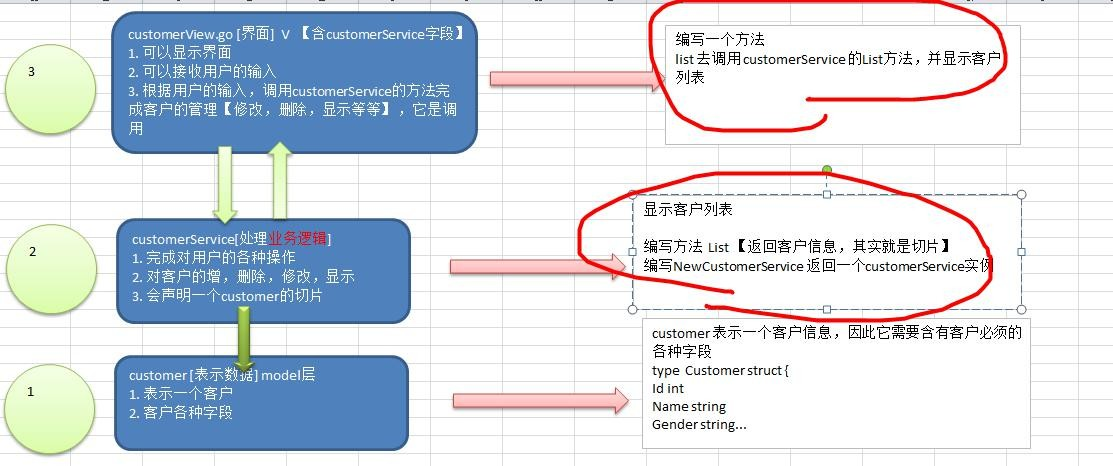 3
customerView.go [界面] V 【含customerService字段】
1. 可以显示界面
2. 可以接收用户的输入
3. 根据用户的输入，调用customerService的方法完
成客户的管理【修改，删除，显示等等】，它是调
用
编写一个方法
list 去调用customerService 的List方法，并显示客户
列表
2
customerService[处理业务逻辑]
1. 完成对用户的各种操作
2. 对客户的增，删除，修改，显示
3. 会声明一个customer的切片
显示客户列表
编写方法 List 【返回客户信息，其实就是切片】
编写NewCustomerService 返回一个customerService实例
1
customer [表示数据] model层
1. 表示一个客户
2. 客户各种字段
customer 表示一个客户信息，因此它需要含有客户必须的
各种字段
type Customer struct {
Id int
Name string
Gender string...